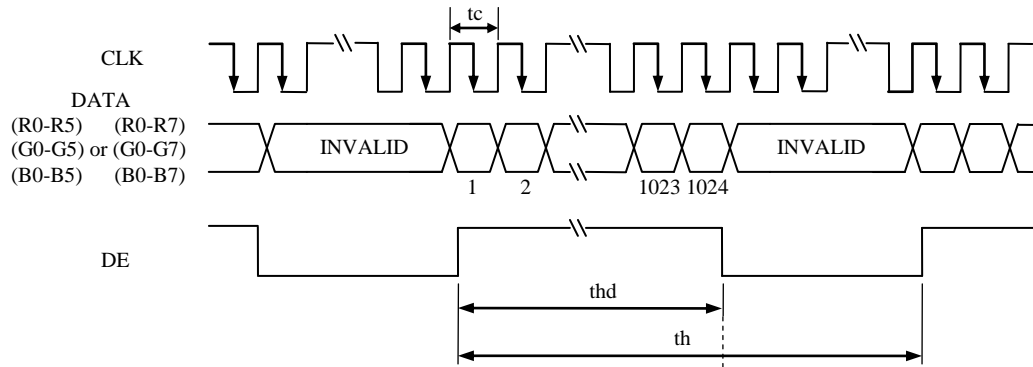 tc
CLK
DATA
(R0-R5) (R0-R7)
(G0-G5) or (G0-G7)
(B0-B5) (B0-B7)
INVALID
INVALID
1 2 1023 1024
DE
thd
th